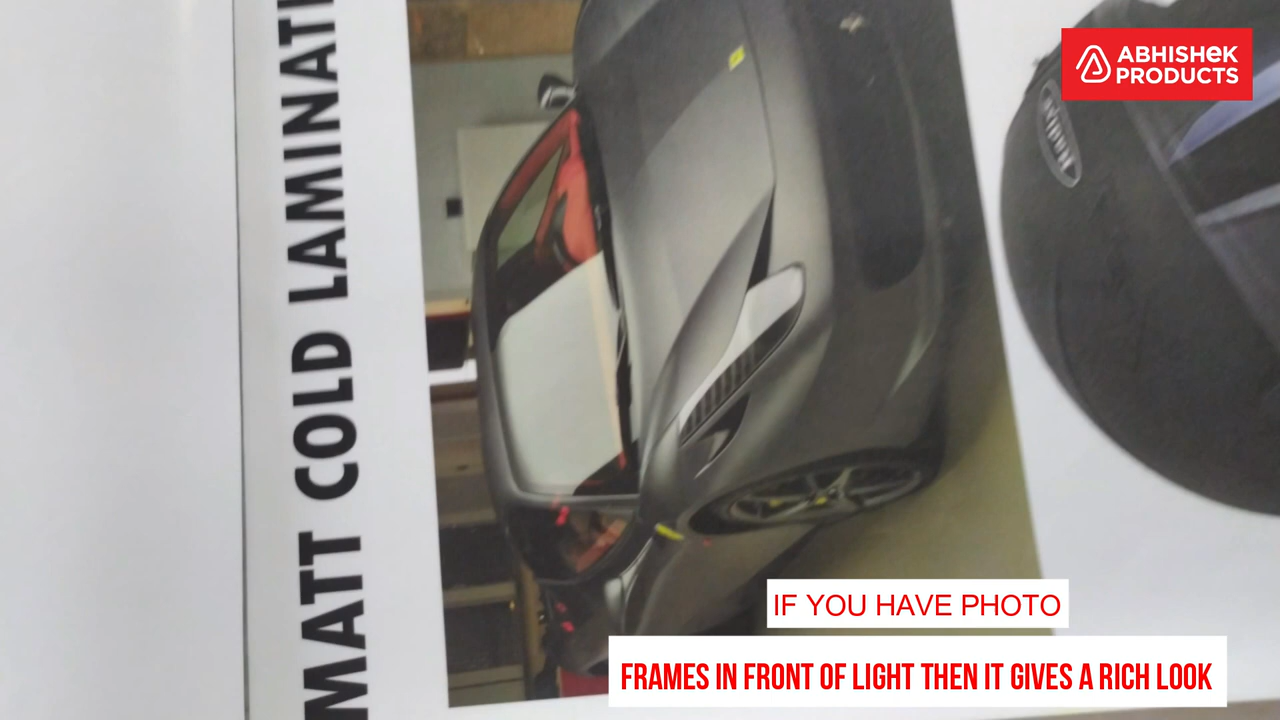 MATT COLD LAMINATI
ABHISHEK
PRODUCTS
IF YOU HAVE PHOTO
FRAMES IN FRONT OF LIGHT THEN IT GIVES A RICH LOOK